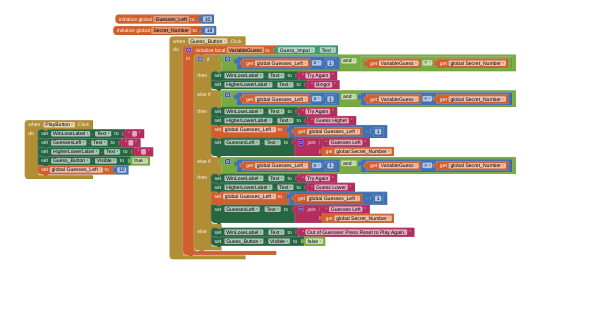 initialize global Guesses_Left to 10
initialize global Secret_Number to 18
when Guess_Button .Click
do initialize local VariableGuess to Guess_Imput . Text
in if get global Guesses_Left ≥ 1 and get VariableGuess = get global Secret_Number
then set WinLoseLabel . Text to " Try Again "
set HigherLowerLabel . Text to " Bingo! "
else if get global Guesses_Left ≥ 1 and get VariableGuess < get global Secret_Number
then set WinLoseLabel . Text to " Try Again "
set HigherLowerLabel . Text to " Guess Higher "
set global Guesses_Left to get global Guesses_Left - 1
set GuessesLeft . Text to join " Guesses Left "
get global Secret_Number
else if get global Guesses_Left ≥ 1 and get VariableGuess > get global Secret_Number
then set WinLoseLabel . Text to " Try Again "
set HigherLowerLabel . Text to " Guess Lower "
set global Guesses_Left to get global Guesses_Left - 1
set GuessesLeft . Text to join " Guesses Left "
get global Secret_Number
else set WinLoseLabel . Text to " Out of Guesses! Press Reset to Play Again. "
set Guess_Button . Visible to false
when PlayButton .Click
do set WinLoseLabel . Text to " "
set GuessesLeft . Text to " "
set HigherLowerLabel . Text to " "
set Guess_Button . Visible to true
set global Guesses_Left to 10